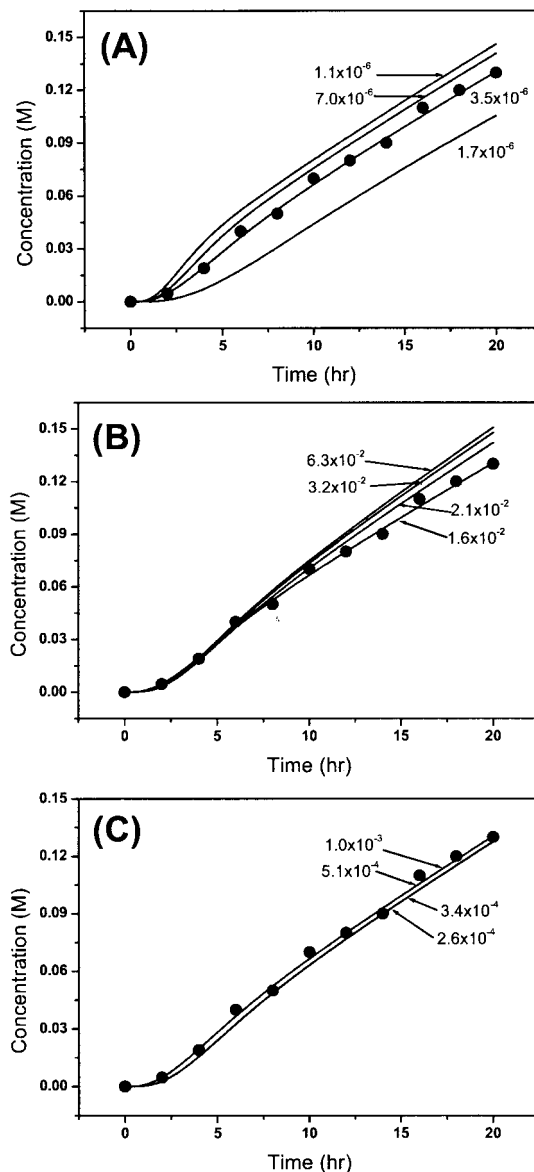 (A)
0.15
0.12
0.09
0.06
0.03
0.00
Concentration (M)
1.1x10⁻⁶
7.0x10⁻⁶
3.5x10⁻⁶
1.7x10⁻⁶
0 5 10 15 20
Time (hr)
(B)
0.15
0.12
0.09
0.06
0.03
0.00
Concentration (M)
6.3x10⁻²
3.2x10⁻²
2.1x10⁻²
1.6x10⁻²
0 5 10 15 20
Time (hr)
(C)
0.15
0.12
0.09
0.06
0.03
0.00
Concentration (M)
1.0x10⁻³
5.1x10⁻⁴
3.4x10⁻⁴
2.6x10⁻⁴
0 5 10 15 20
Time (hr)